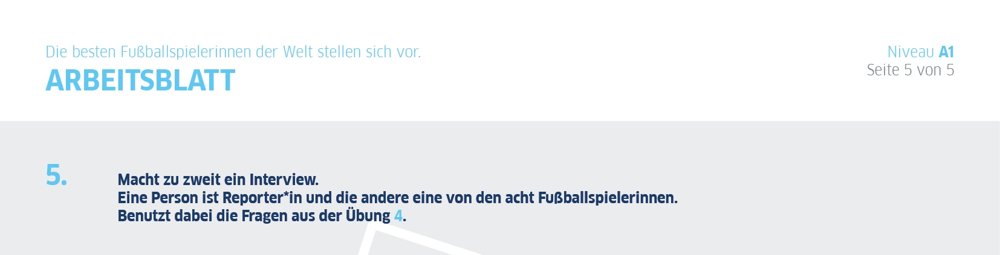 Die besten Fußballspielerinnen der Welt stellen sich vor.
ARBEITSBLATT
Niveau A1
Seite 5 von 5
5.
Macht zu zweit ein Interview.
Eine Person ist Reporter*in und die andere eine von den acht Fußballspielerinnen.
Benutzt dabei die Fragen aus der Übung 4.